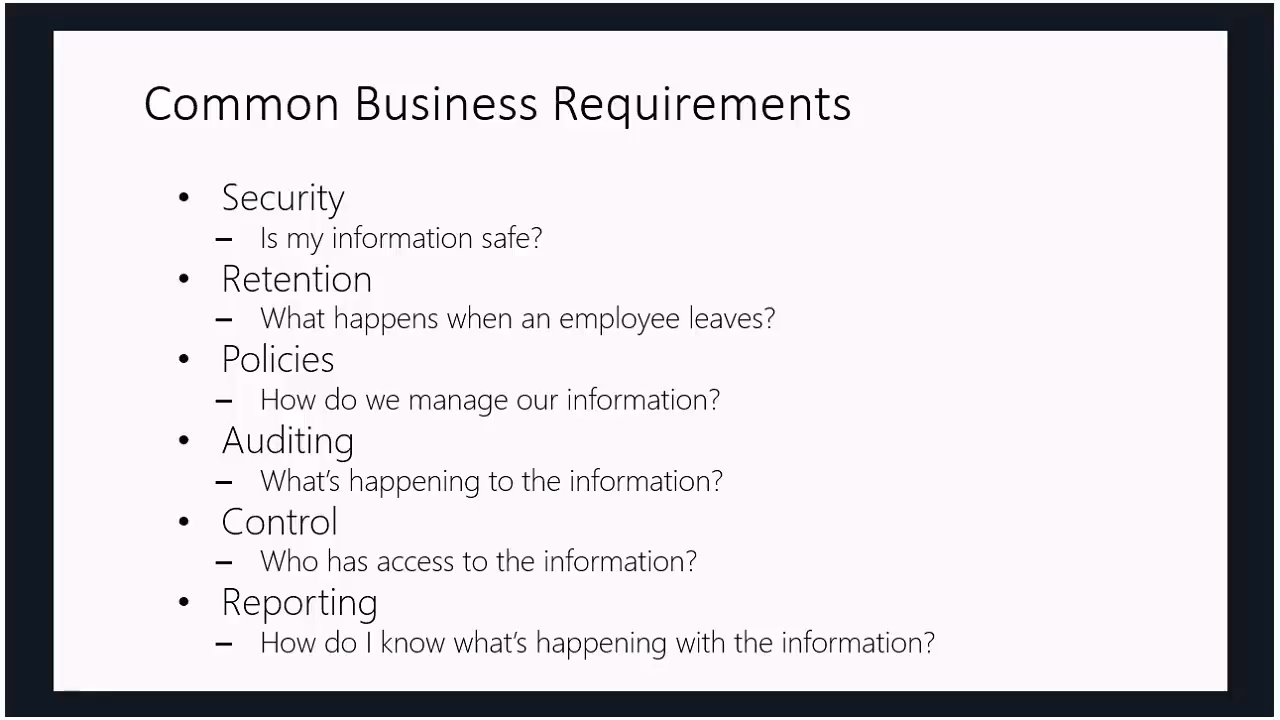 Common Business Requirements
• Security
– Is my information safe?
• Retention
– What happens when an employee leaves?
• Policies
– How do we manage our information?
• Auditing
– What's happening to the information?
• Control
– Who has access to the information?
• Reporting
– How do I know what's happening with the information?